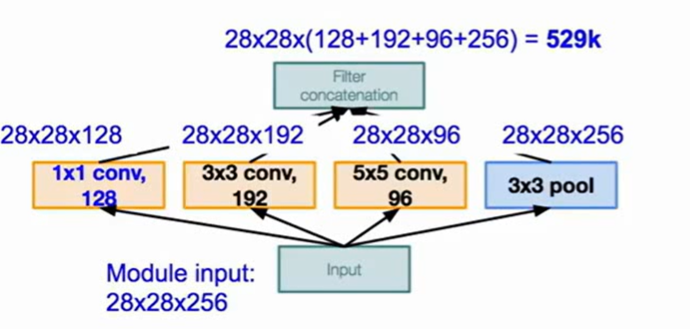 28x28x(128+192+96+256) = 529k
Filter
concatenation
28x28x128
28x28x192
28x28x96
28x28x256
1x1 conv,
128
3x3 conv,
192
5x5 conv,
96
3x3 pool
Module input:
28x28x256
Input